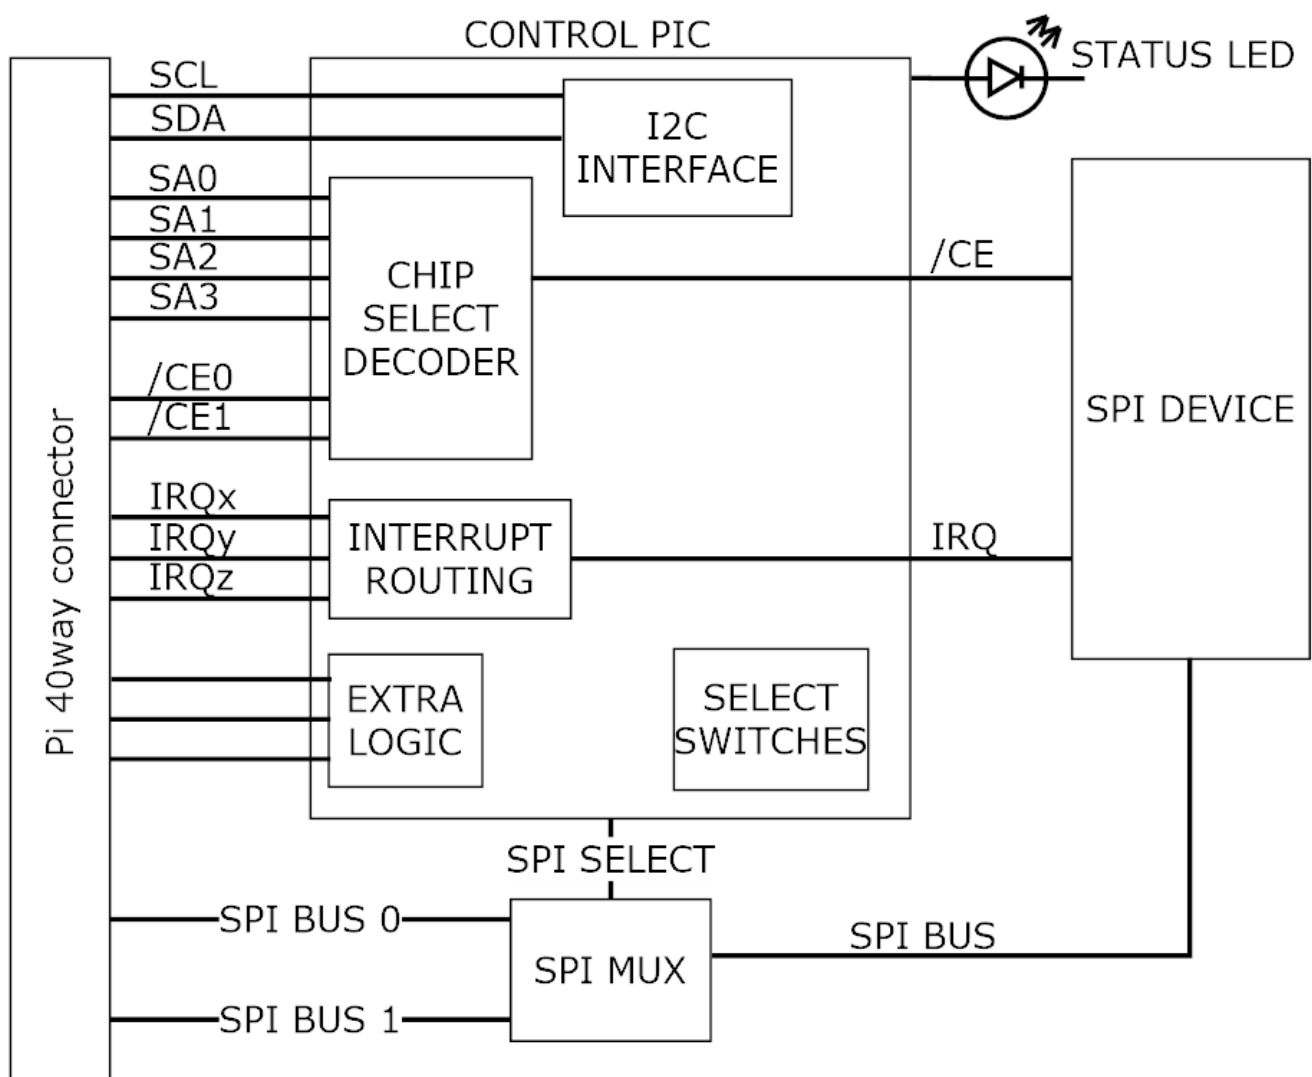 CONTROL PIC
STATUS LED
SCL
SDA
I2C
INTERFACE
SA0
SA1
SA2
SA3
CHIP
SELECT
DECODER
/CE
/CE0
/CE1
SPI DEVICE
Pi 40way connector
IRQx
IRQy
IRQz
INTERRUPT
ROUTING
IRQ
EXTRA
LOGIC
SELECT
SWITCHES
SPI SELECT
SPI BUS 0
SPI MUX
SPI BUS
SPI BUS 1